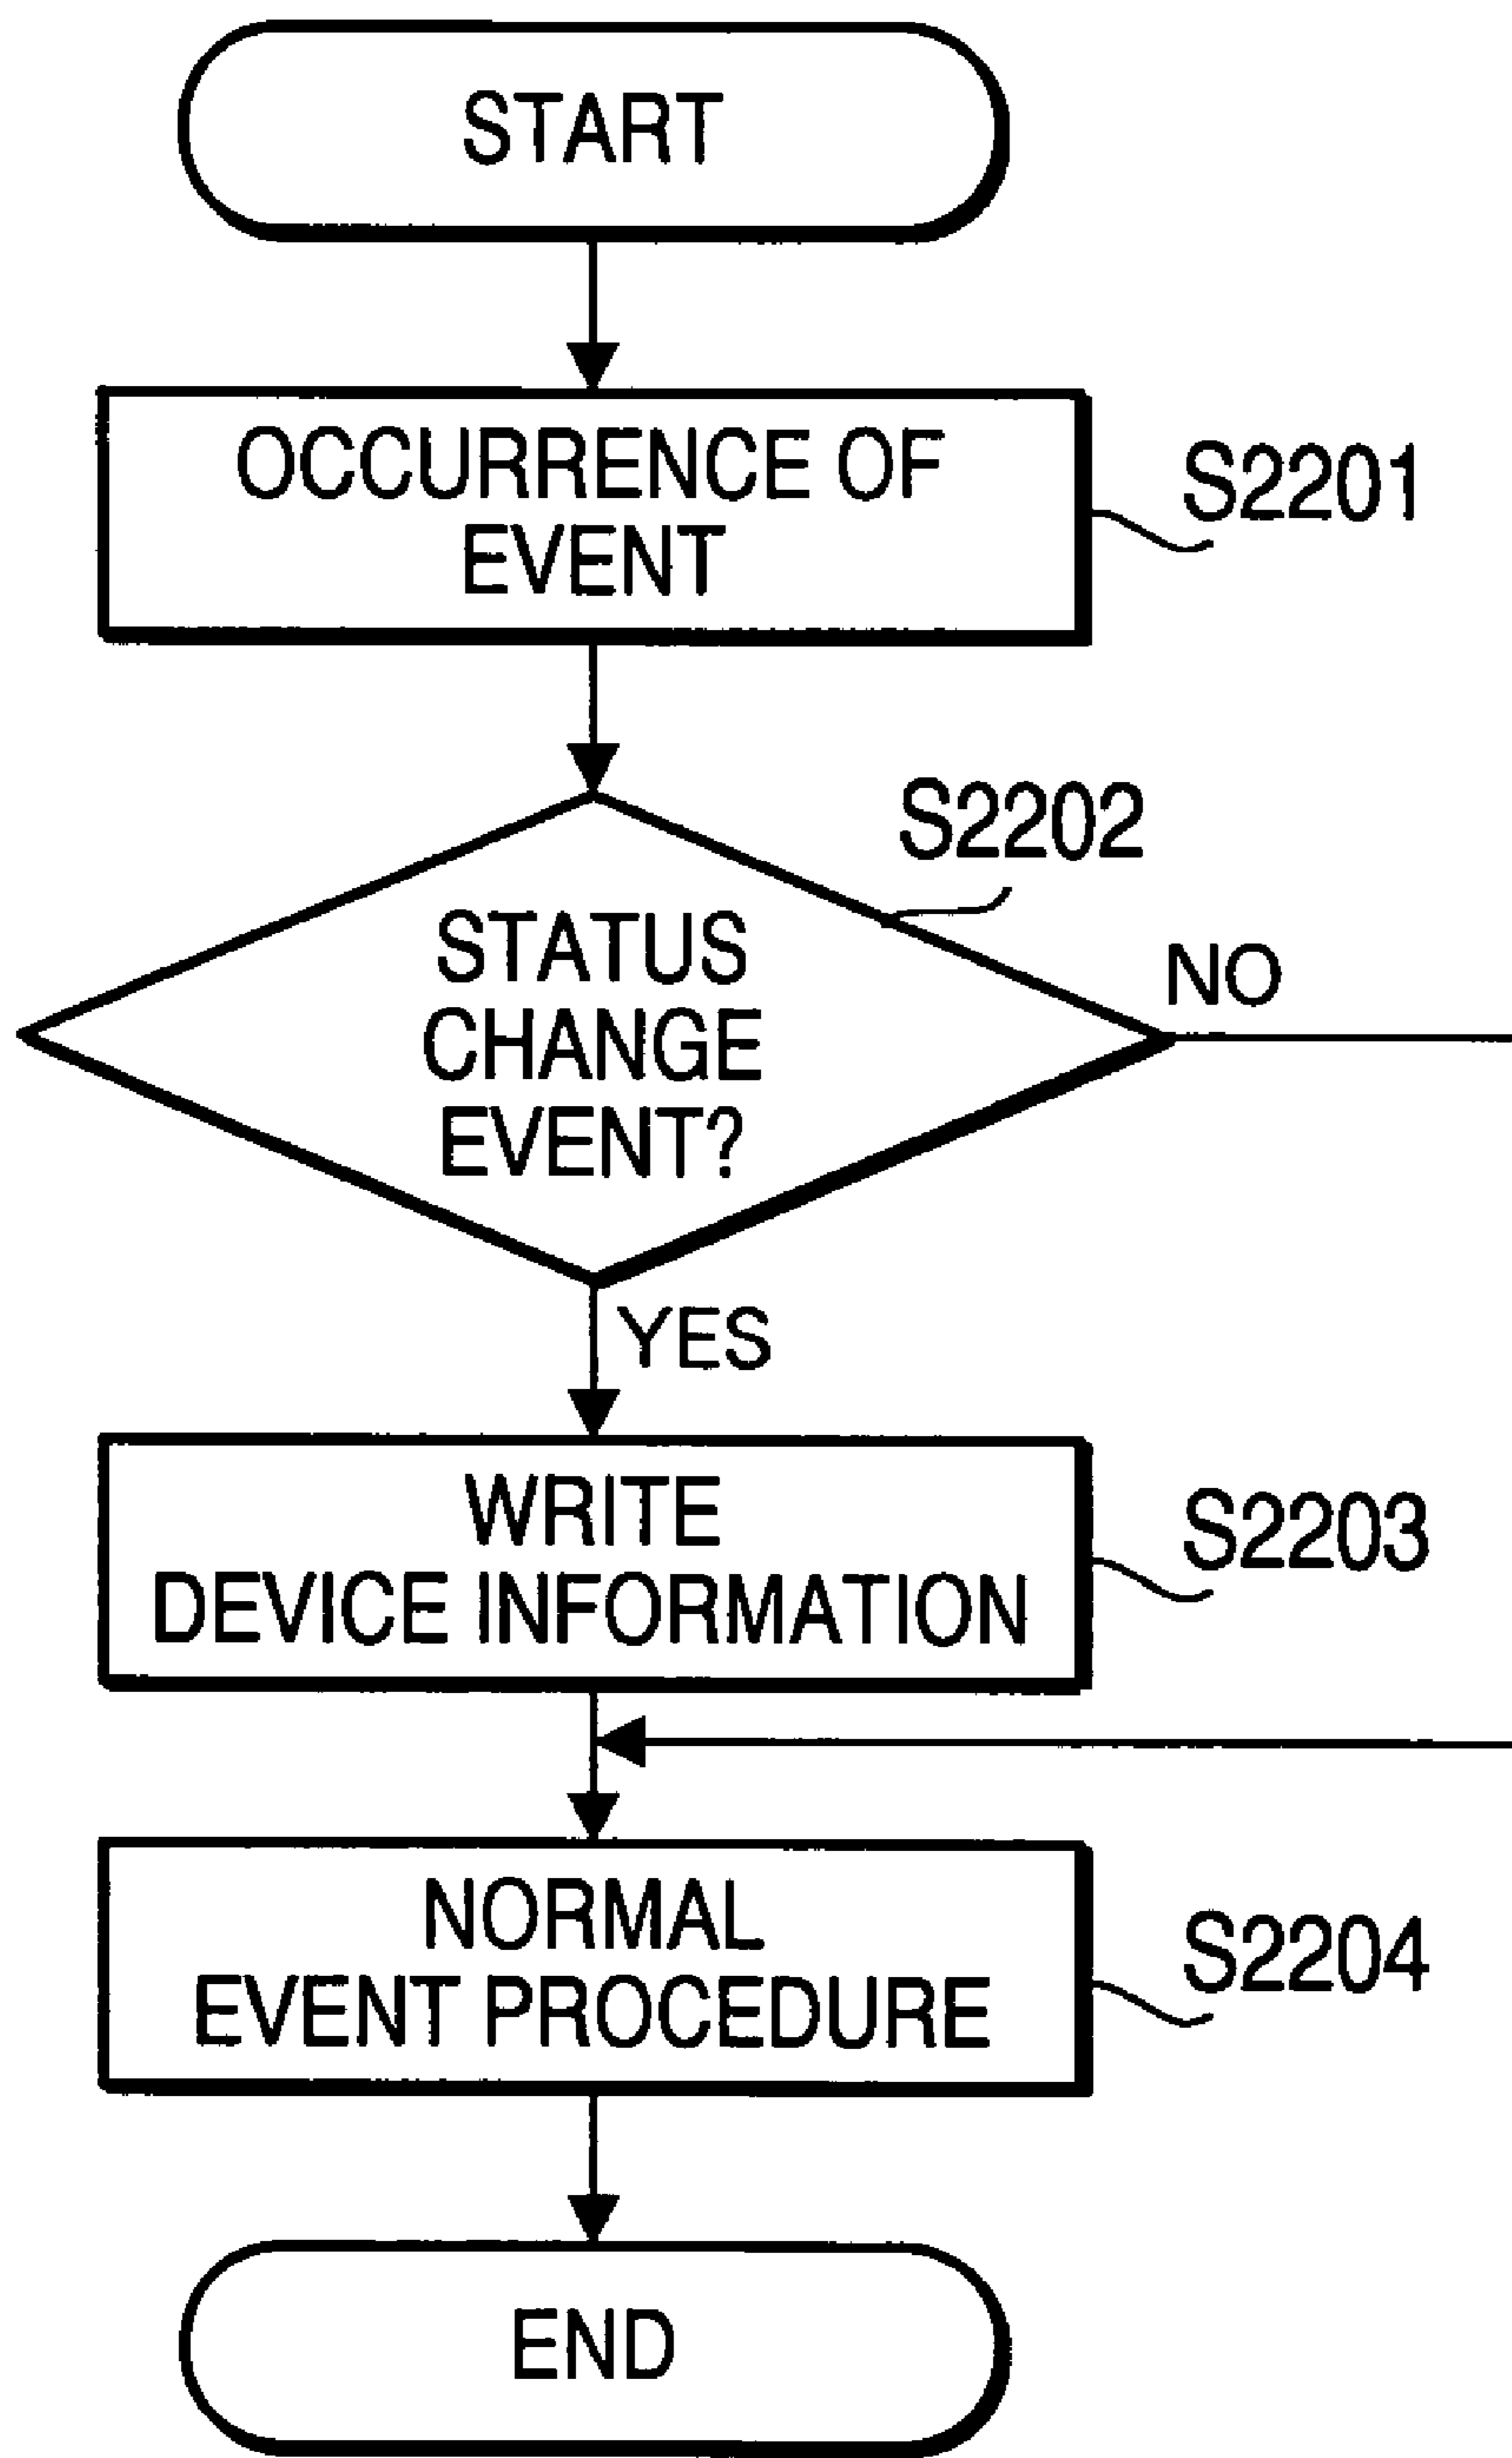 START
OCCURRENCE OF
EVENT
S2201
S2202
STATUS
CHANGE
EVENT?
NO
YES
WRITE
DEVICE INFORMATION
S2203
NORMAL
EVENT PROCEDURE
S2204
END